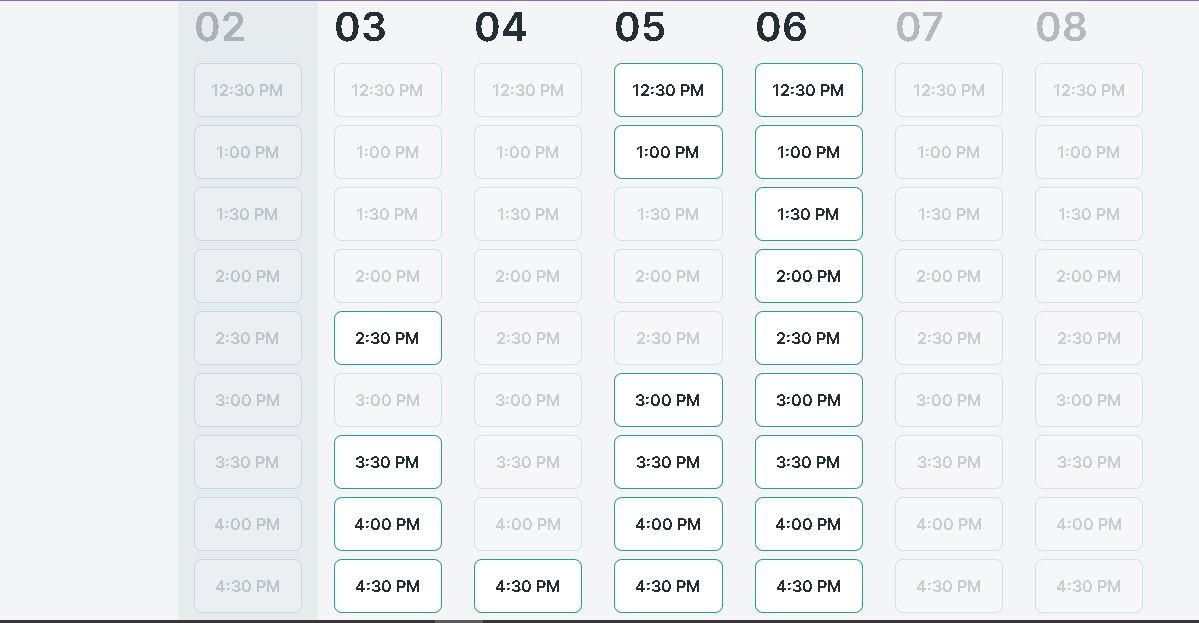 02 03 04 05 06 07 08
12:30 PM 12:30 PM 12:30 PM 12:30 PM 12:30 PM 12:30 PM 12:30 PM
1:00 PM 1:00 PM 1:00 PM 1:00 PM 1:00 PM 1:00 PM 1:00 PM
1:30 PM 1:30 PM 1:30 PM 1:30 PM 1:30 PM 1:30 PM 1:30 PM
2:00 PM 2:00 PM 2:00 PM 2:00 PM 2:00 PM 2:00 PM 2:00 PM
2:30 PM 2:30 PM 2:30 PM 2:30 PM 2:30 PM 2:30 PM 2:30 PM
3:00 PM 3:00 PM 3:00 PM 3:00 PM 3:00 PM 3:00 PM 3:00 PM
3:30 PM 3:30 PM 3:30 PM 3:30 PM 3:30 PM 3:30 PM 3:30 PM
4:00 PM 4:00 PM 4:00 PM 4:00 PM 4:00 PM 4:00 PM 4:00 PM
4:30 PM 4:30 PM 4:30 PM 4:30 PM 4:30 PM 4:30 PM 4:30 PM